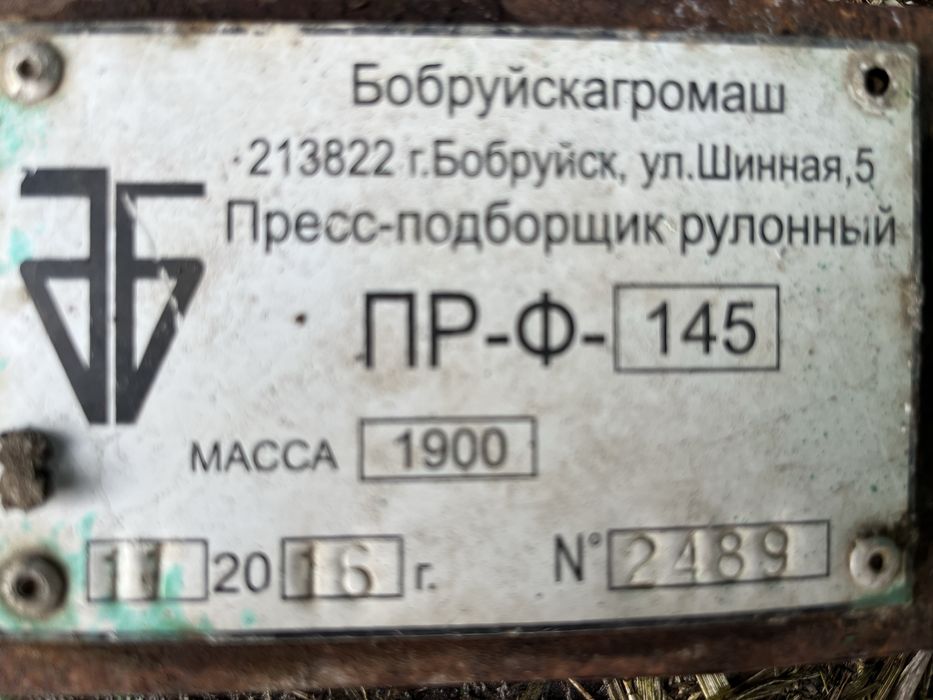 Бобруйскагромаш
213822 г.Бобруйск, ул.Шинная,5
Пресс-подборщик рулонный
ПР-Ф-145
МАССА 1900
11 2016 г. N° 2489